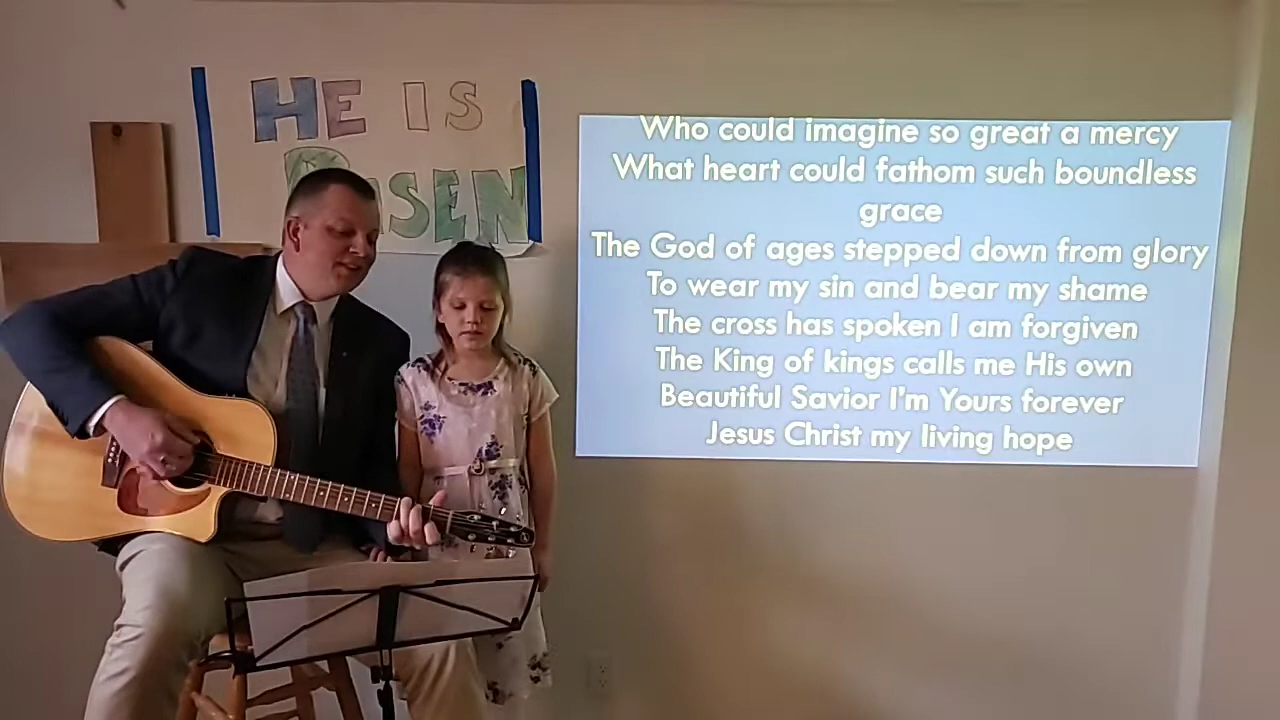 HE IS
RISEN
Who could imagine so great a mercy
What heart could fathom such boundless
grace
The God of ages stepped down from glory
To wear my sin and bear my shame
The cross has spoken I am forgiven
The King of kings calls me His own
Beautiful Savior I'm Yours forever
Jesus Christ my living hope